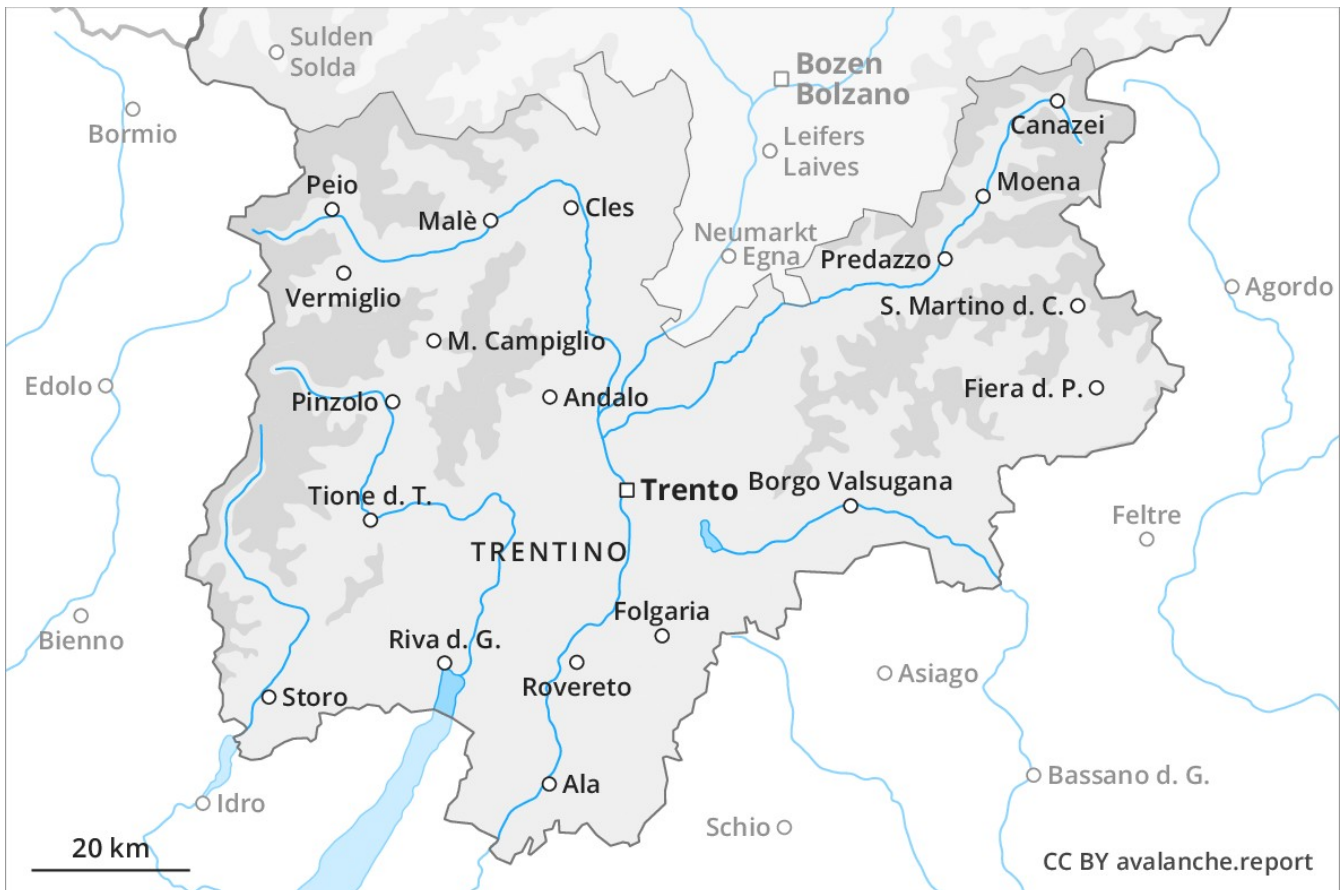 Sulden
Solda
Bozen
Bolzano
Bormio
Canazei
Leifers
Laives
Peio
Moena
Malè
Cles
Neumarkt
Egna
Predazzo
Vermiglio
Agordo
S. Martino d. C.
M. Campiglio
Edolo
Fiera d. P.
Pinzolo
Andalo
Trento
Borgo Valsugana
Tione d. T.
Feltre
TRENTINO
Folgaria
Bienno
Riva d. G.
Asiago
Rovereto
Storo
Bassano d. G.
Ala
Idro
Schio
20 km
CC BY avalanche.report